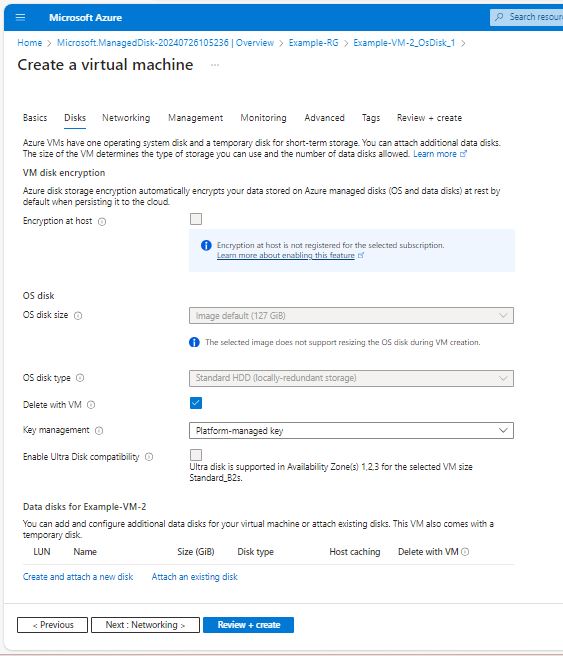 Microsoft Azure
Search resour
Home > Microsoft.ManagedDisk-20240726105236 | Overview > Example-RG > Example-VM-2_OsDisk_1 >
Create a virtual machine ...
Basics Disks Networking Management Monitoring Advanced Tags Review + create
Azure VMs have one operating system disk and a temporary disk for short-term storage. You can attach additional data disks.
The size of the VM determines the type of storage you can use and the number of data disks allowed. Learn more
VM disk encryption
Azure disk storage encryption automatically encrypts your data stored on Azure managed disks (OS and data disks) at rest by
default when persisting it to the cloud.
Encryption at host
Encryption at host is not registered for the selected subscription.
Learn more about enabling this feature
OS disk
OS disk size
Image default (127 GiB)
The selected image does not support resizing the OS disk during VM creation.
OS disk type
Standard HDD (locally-redundant storage)
Delete with VM
Key management
Platform-managed key
Enable Ultra Disk compatibility
Ultra disk is supported in Availability Zone(s) 1,2,3 for the selected VM size
Standard_B2s.
Data disks for Example-VM-2
You can add and configure additional data disks for your virtual machine or attach existing disks. This VM also comes with a
temporary disk.
LUN Name Size (GiB) Disk type Host caching Delete with VM
Create and attach a new disk Attach an existing disk
< Previous Next : Networking > Review + create